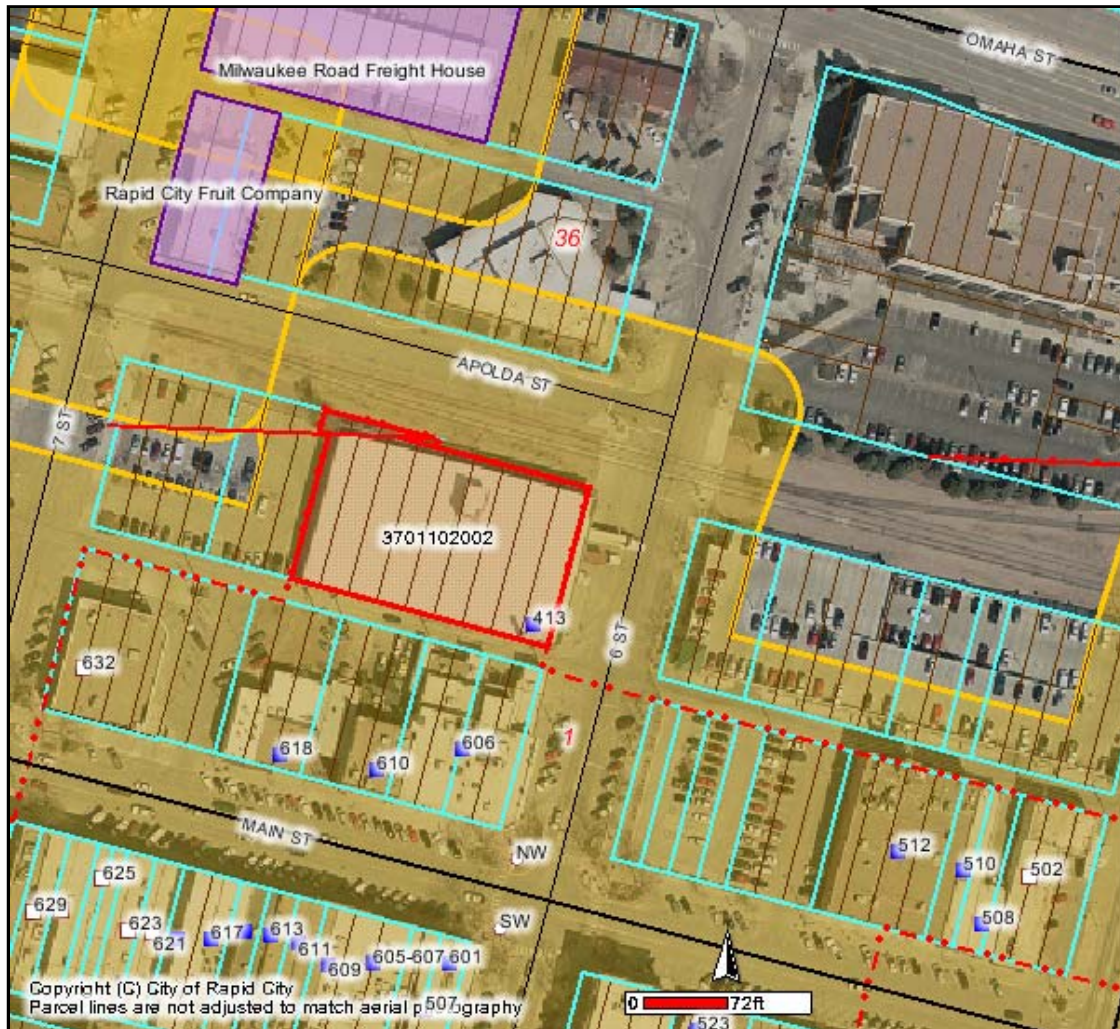 OMAHA ST
Milwaukee Road Freight House
Rapid City Fruit Company
36
APOLDA ST
7 ST
3701102002
413
6 ST
632
618
610
606
1
MAIN ST
NW
512
510
502
625
629
623
621
617
613
611
609
605-607
601
SW
508
Copyright (C) City of Rapid City
Parcel lines are not adjusted to match aerial photography
507
0 72ft
523